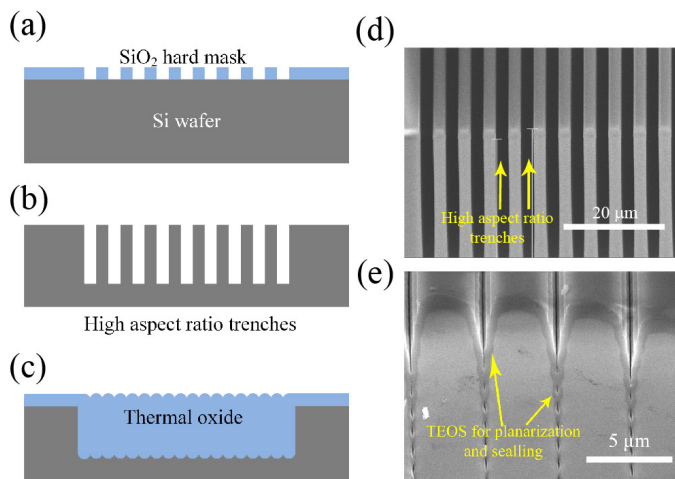 (a)
SiO₂ hard mask
Si wafer
(b)
High aspect ratio trenches
(c)
Thermal oxide
(d)
High aspect ratio
trenches
20 μm
(e)
TEOS for planarization
and sealling
5 μm